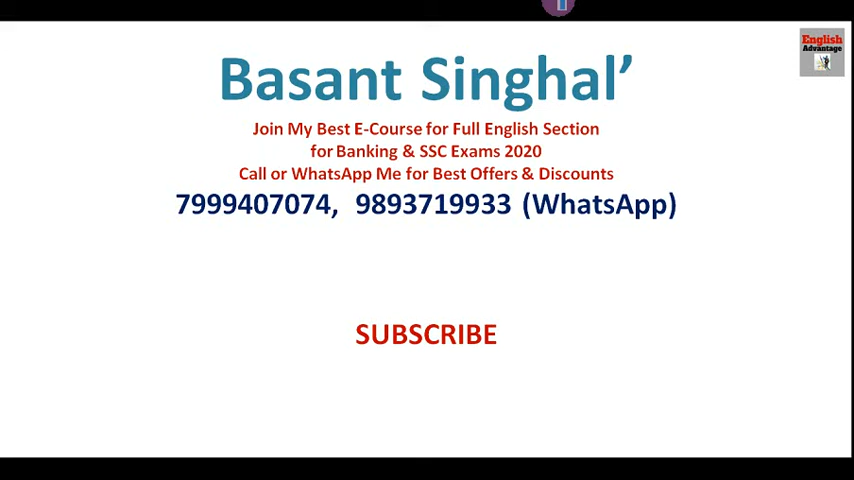 English
Advantage
Basant Singhal’
Join My Best E-Course for Full English Section
for Banking & SSC Exams 2020
Call or WhatsApp Me for Best Offers & Discounts
7999407074, 9893719933 (WhatsApp)
SUBSCRIBE